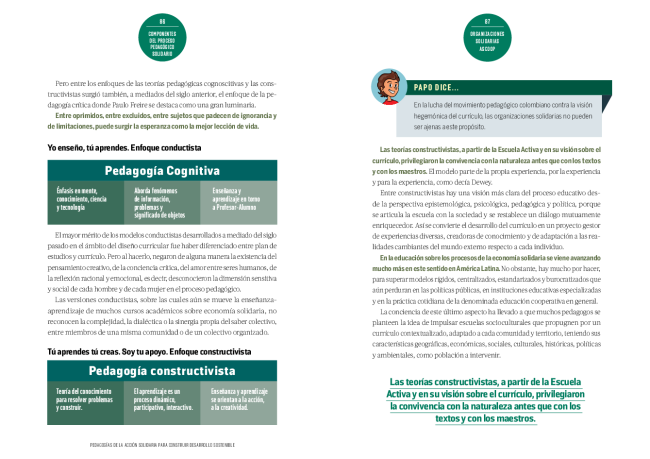 86
COMPONENTES
DEL PROCESO
PEDAGÓGICO
SOLIDARIO
Pero entre los enfoques de las teorías pedagógicas cognoscitivas y las cons-
tructivistas surgió también, a mediados del siglo anterior, el enfoque de la pe-
dagogía crítica donde Paulo Freire se destaca como una gran luminaria.
Entre oprimidos, entre excluidos, entre sujetos que padecen de ignorancia y
de limitaciones, puede surgir la esperanza como la mejor lección de vida.
Yo enseño, tú aprendes. Enfoque conductista
Pedagogía Cognitiva
Énfasis en mente,
conocimiento, ciencia
y tecnología
Aborda fenómenos
de información,
problemas y
significado de objetos
Enseñanza y
aprendizaje en torno
a Profesor-Alumno
El mayor mérito de los modelos conductistas desarrollados a mediado del siglo
pasado en el ámbito del diseño curricular fue haber diferenciado entre plan de
estudios y currículo. Pero al hacerlo, negaron de alguna manera la existencia del
pensamiento creativo, de la conciencia crítica, del amor entre seres humanos, de
la reflexión racional y emocional, es decir, desconocieron la dimensión sensitiva
y social de cada hombre y de cada mujer en el proceso pedagógico.
Las versiones conductistas, sobre las cuales aún se mueve la enseñanza-
aprendizaje de muchos cursos académicos sobre economía solidaria, no
reconocen la complejidad, la dialéctica o la sinergia propia del saber colectivo,
entre miembros de una misma comunidad o de un colectivo organizado.
Tú aprendes tú creas. Soy tu apoyo. Enfoque constructivista
Pedagogía constructivista
Teoría del conocimiento
para resolver problemas
y construir.
El aprendizaje es un
proceso dinámico,
participativo, interactivo.
Enseñanza y aprendizaje
se orientan a la acción,
a la creatividad.
PEDAGOGÍAS DE LA ACCIÓN SOLIDARIA PARA CONSTRUIR DESARROLLO SOSTENIBLE
87
ORGANIZACIONES
SOLIDARIAS
ASCOOP
PAPO DICE...
En la lucha del movimiento pedagógico colombiano contra la visión
hegemónica del currículo, las organizaciones solidarias no pueden
ser ajenas a este propósito.
Las teorías constructivistas, a partir de la Escuela Activa y en su visión sobre el
currículo, privilegiaron la convivencia con la naturaleza antes que con los textos
y con los maestros. El modelo parte de la propia experiencia, por la experiencia
y para la experiencia, como decía Dewey.
Entre constructivistas hay una visión más clara del proceso educativo des-
de la perspectiva epistemológica, psicológica, pedagógica y política, porque
se articula la escuela con la sociedad y se restablece un diálogo mutuamente
enriquecedor. Así se convierte el desarrollo del currículo en un proyecto gestor
de experiencias diversas, creadoras de conocimiento y de adaptación a las rea-
lidades cambiantes del mundo externo respecto a cada individuo.
En la educación sobre los procesos de la economía solidaria se viene avanzando
mucho más en este sentido en América Latina. No obstante, hay mucho por hacer,
para superar modelos rígidos, centralizados, estandarizados y burocratizados que
aún perduran en las políticas públicas, en instituciones educativas especializadas
y en la práctica cotidiana de la denominada educación cooperativa en general.
La conciencia de este último aspecto ha llevado a que muchos pedagogos se
planteen la idea de impulsar escuelas socioculturales que propugnen por un
currículo contextualizado, adaptado a cada comunidad y territorio, teniendo sus
características geográficas, económicas, sociales, culturales, históricas, políticas
y ambientales, como población a intervenir.
Las teorías constructivistas, a partir de la Escuela
Activa y en su visión sobre el currículo, privilegiaron
la convivencia con la naturaleza antes que con los
textos y con los maestros.